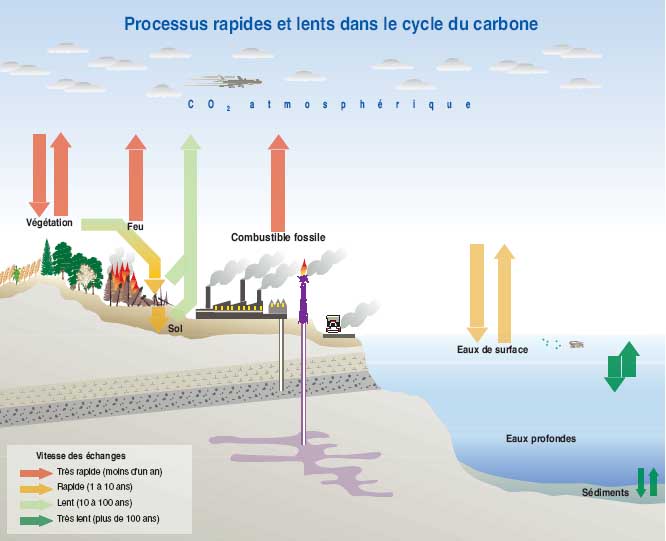 Processus rapides et lents dans le cycle du carbone
CO₂ atmosphérique
Végétation
Feu
Combustible fossile
Sol
Eaux de surface
Eaux profondes
Sédiments
Vitesse des échanges
Très rapide (moins d'un an)
Rapide (1 à 10 ans)
Lent (10 à 100 ans)
Très lent (plus de 100 ans)